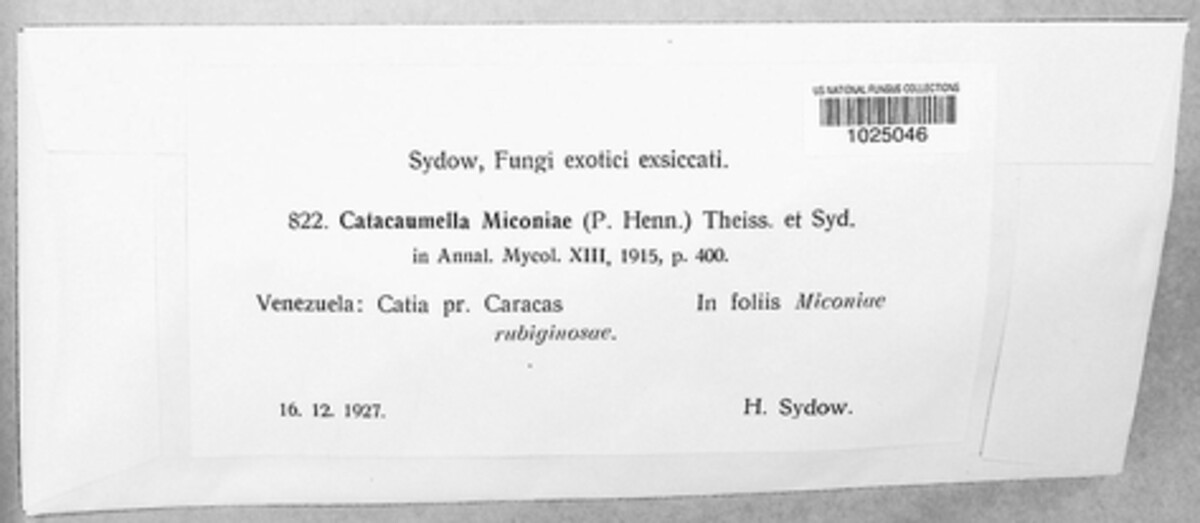 US NATIONAL FUNGUS COLLECTIONS
1025046
Sydow, Fungi exotici exsiccati.
822. Catacaumella Miconiae (P. Henn.) Theiss. et Syd.
in Annal. Mycol. XIII, 1915, p. 400.
Venezuela: Catia pr. Caracas In foliis Miconiae
rubiginosae.
16. 12. 1927. H. Sydow.